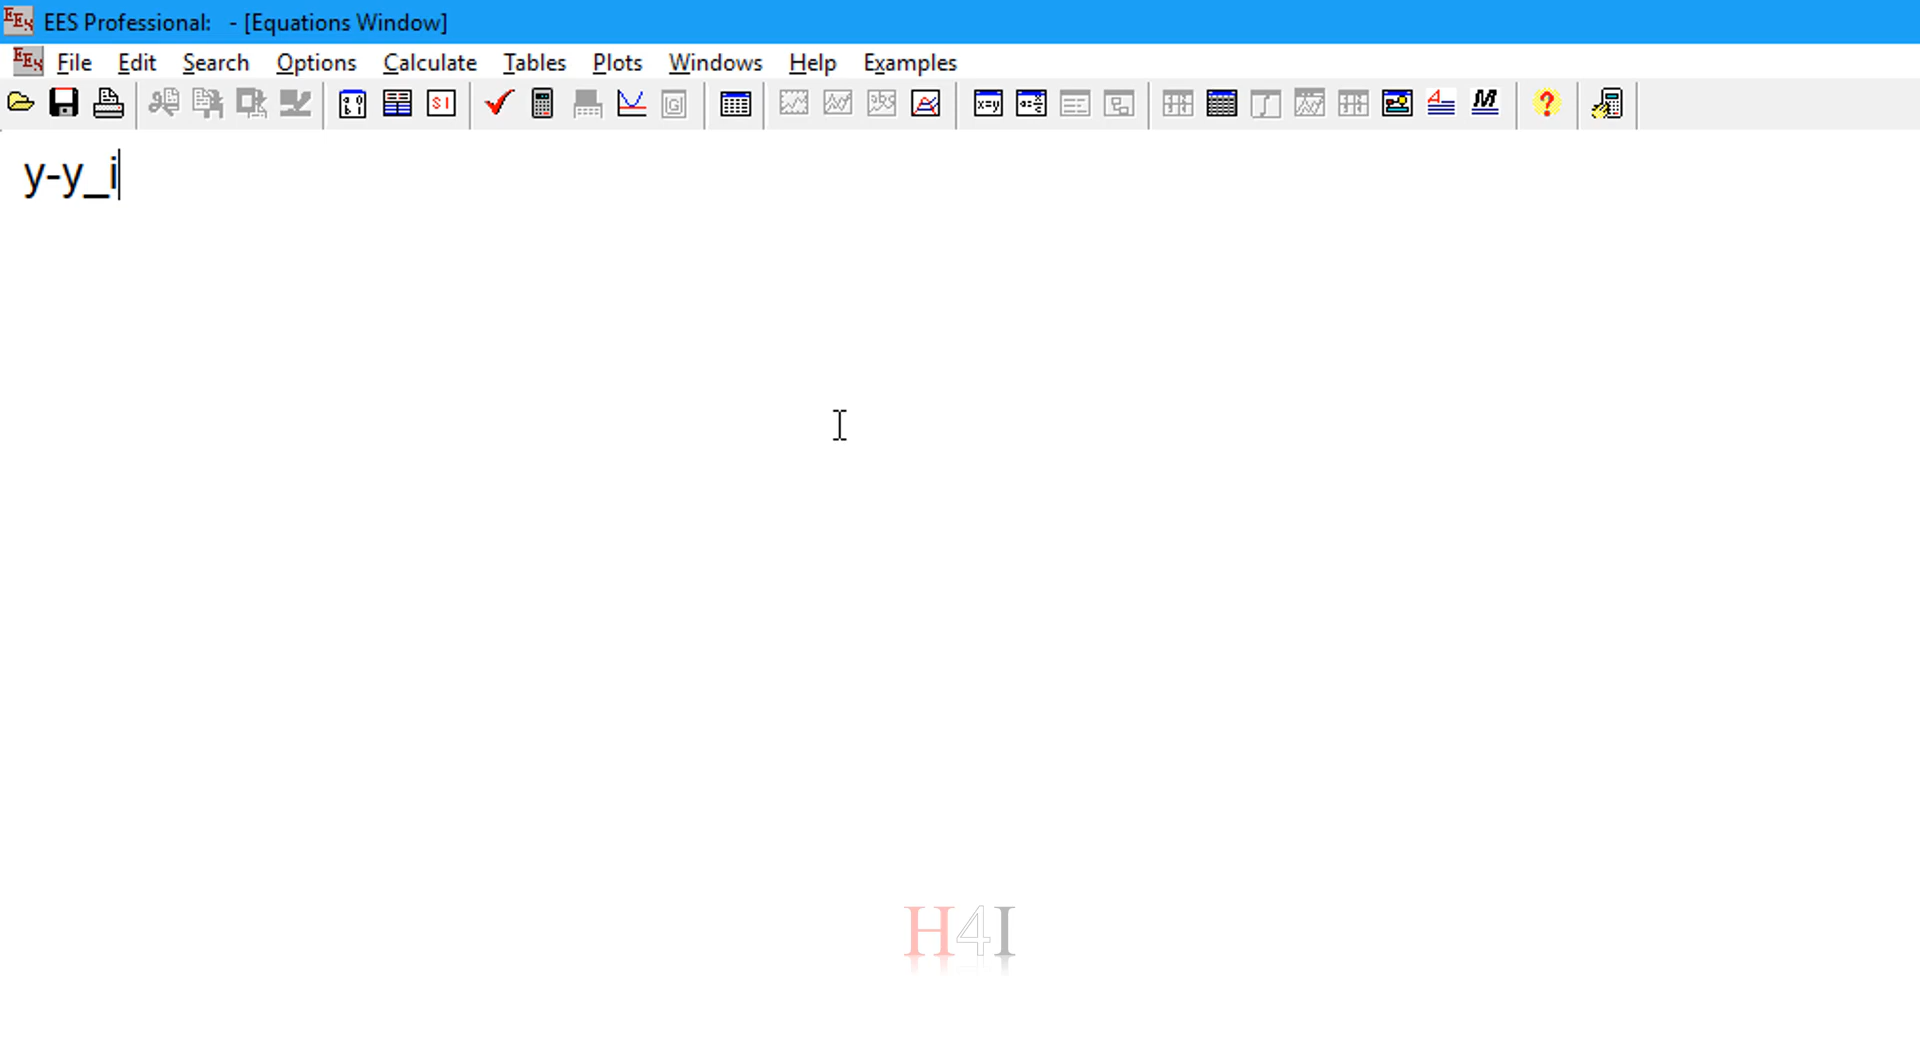 EES Professional: - [Equations Window]
File Edit Search Options Calculate Tables Plots Windows Help Examples
y-y_i
H4I